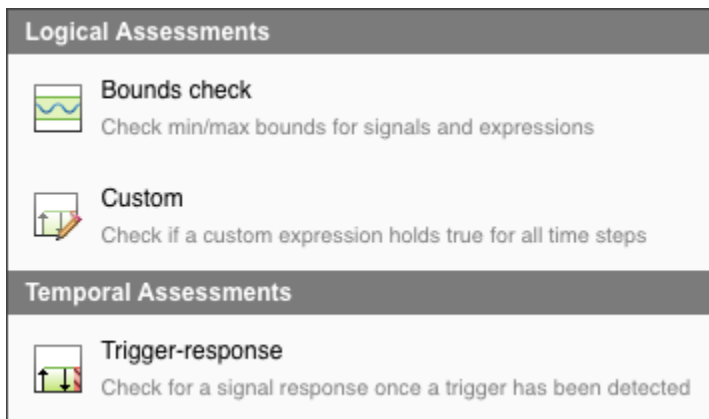 Logical Assessments
Bounds check
Check min/max bounds for signals and expressions
Custom
Check if a custom expression holds true for all time steps
Temporal Assessments
Trigger-response
Check for a signal response once a trigger has been detected